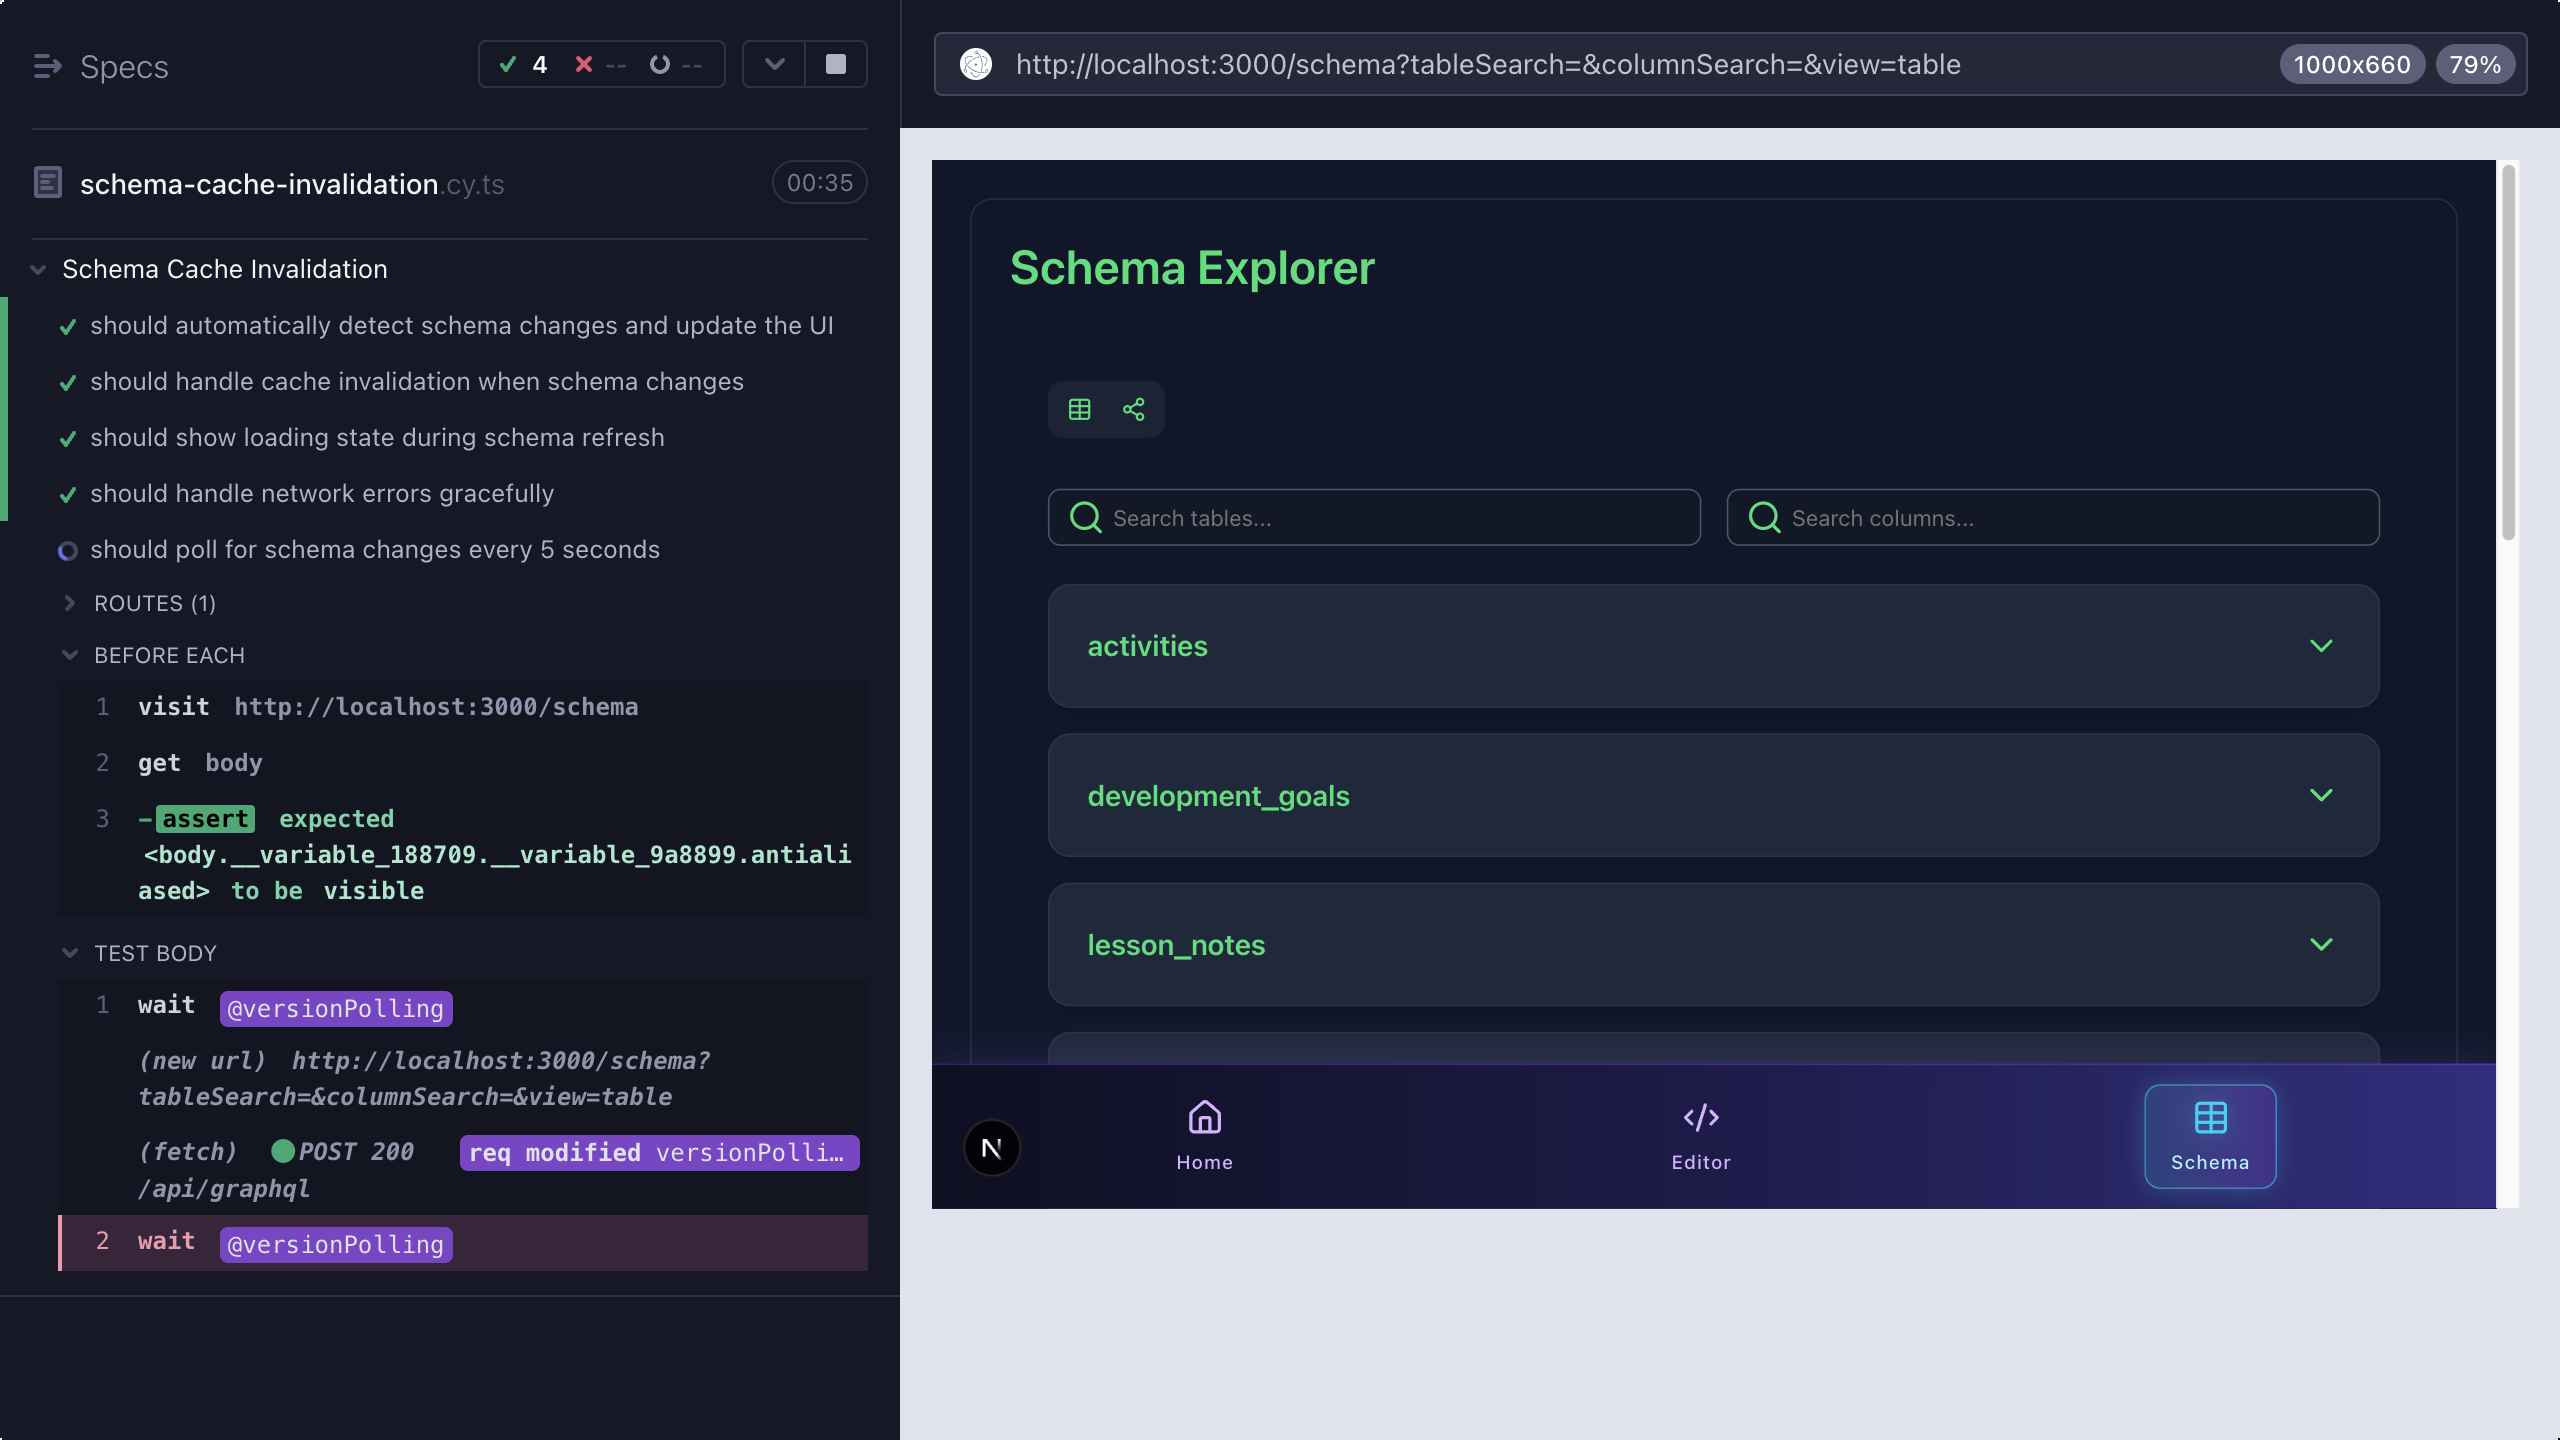 Specs
4 -- --
schema-cache-invalidation.cy.ts
00:35
Schema Cache Invalidation
should automatically detect schema changes and update the UI
should handle cache invalidation when schema changes
should show loading state during schema refresh
should handle network errors gracefully
should poll for schema changes every 5 seconds
ROUTES (1)
BEFORE EACH
1 visit http://localhost:3000/schema
2 get body
3 -assert expected
<body.__variable_188709.__variable_9a8899.antiali
ased> to be visible
TEST BODY
1 wait @versionPolling
(new url) http://localhost:3000/schema?
tableSearch=&columnSearch=&view=table
(fetch) POST 200 req modified versionPolli…
/api/graphql
2 wait @versionPolling
http://localhost:3000/schema?tableSearch=&columnSearch=&view=table
1000x660
79%
Schema Explorer
Search tables...
Search columns...
activities
development_goals
lesson_notes
N
Home
Editor
Schema